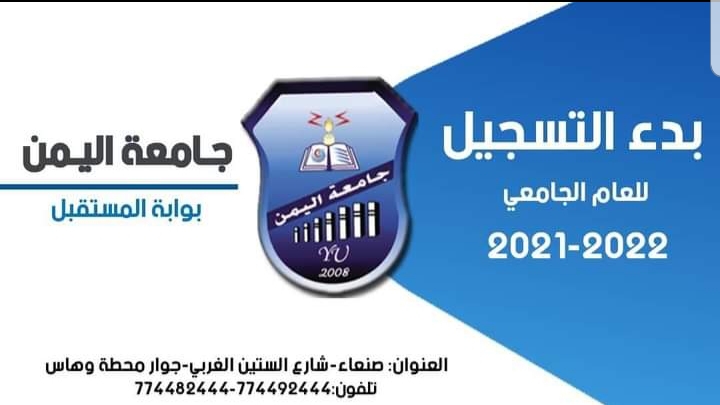 بدء التسجيل
للعام الجامعي
2021-2022
جامعة اليمن
بوابة المستقبل
جامعة اليمن
YU
2008
العنوان: صنعاء-شارع الستين الغربي-جوار محطة وهاس
تلفون:774492444-774482444